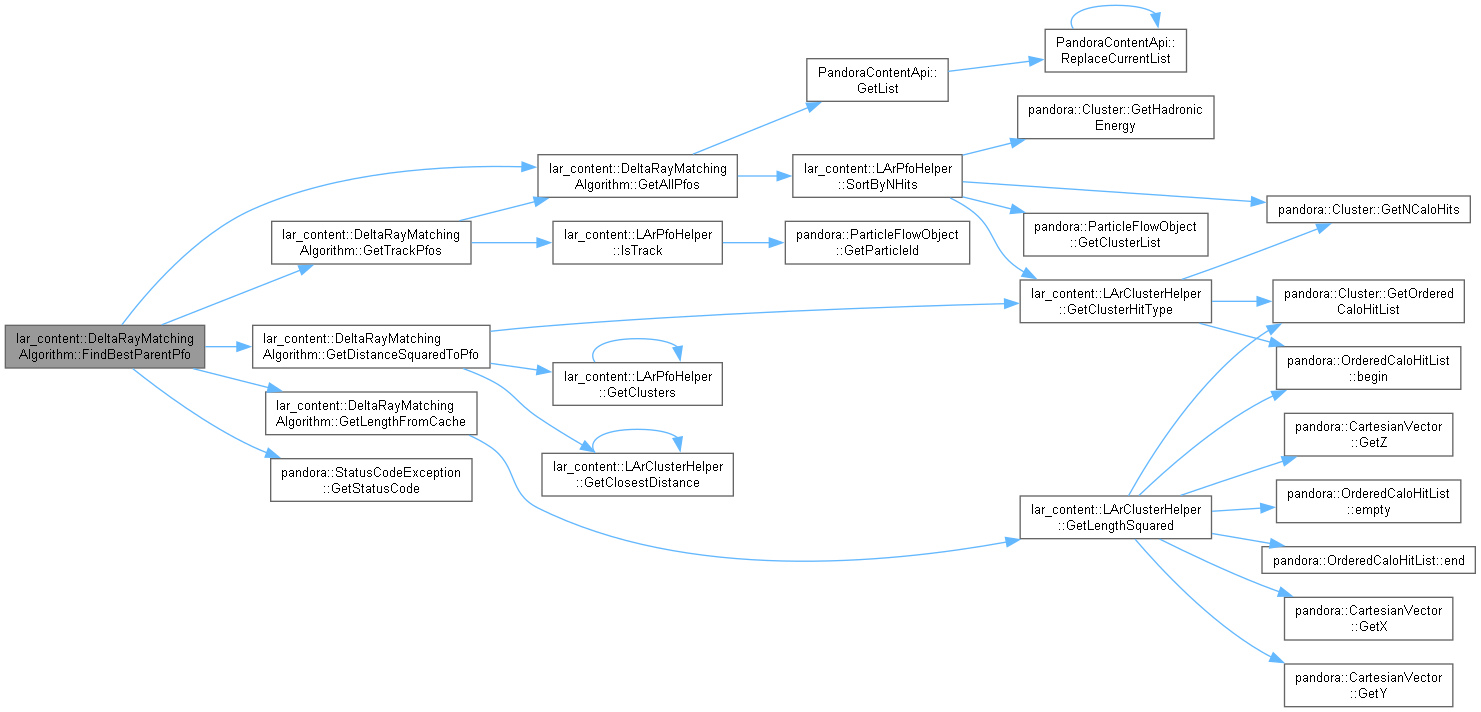 lar_content::DeltaRayMatching
Algorithm::FindBestParentPfo
lar_content::DeltaRayMatching
Algorithm::GetAllPfos
lar_content::DeltaRayMatching
Algorithm::GetTrackPfos
lar_content::DeltaRayMatching
Algorithm::GetDistanceSquaredToPfo
lar_content::DeltaRayMatching
Algorithm::GetLengthFromCache
pandora::StatusCodeException
::GetStatusCode
PandoraContentApi::
GetList
PandoraContentApi::
ReplaceCurrentList
lar_content::LArPfoHelper
::SortByNHits
pandora::Cluster::GetHadronic
Energy
pandora::Cluster::GetNCaloHits
pandora::ParticleFlowObject
::GetClusterList
lar_content::LArPfoHelper
::IsTrack
pandora::ParticleFlowObject
::GetParticleId
lar_content::LArClusterHelper
::GetClusterHitType
pandora::Cluster::GetOrdered
CaloHitList
pandora::OrderedCaloHitList
::begin
lar_content::LArPfoHelper
::GetClusters
lar_content::LArClusterHelper
::GetClosestDistance
lar_content::LArClusterHelper
::GetLengthSquared
pandora::CartesianVector
::GetZ
pandora::OrderedCaloHitList
::empty
pandora::OrderedCaloHitList::end
pandora::CartesianVector
::GetX
pandora::CartesianVector
::GetY